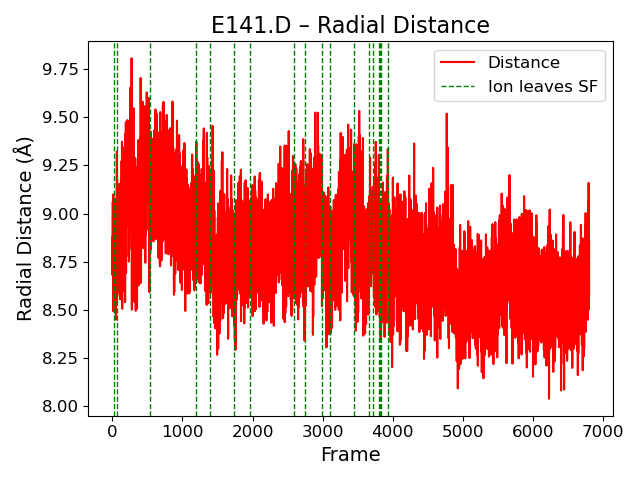 E141.D – Radial Distance
Distance
Ion leaves SF
Radial Distance (Å)
9.75
9.50
9.25
9.00
8.75
8.50
8.25
8.00
0 1000 2000 3000 4000 5000 6000 7000
Frame